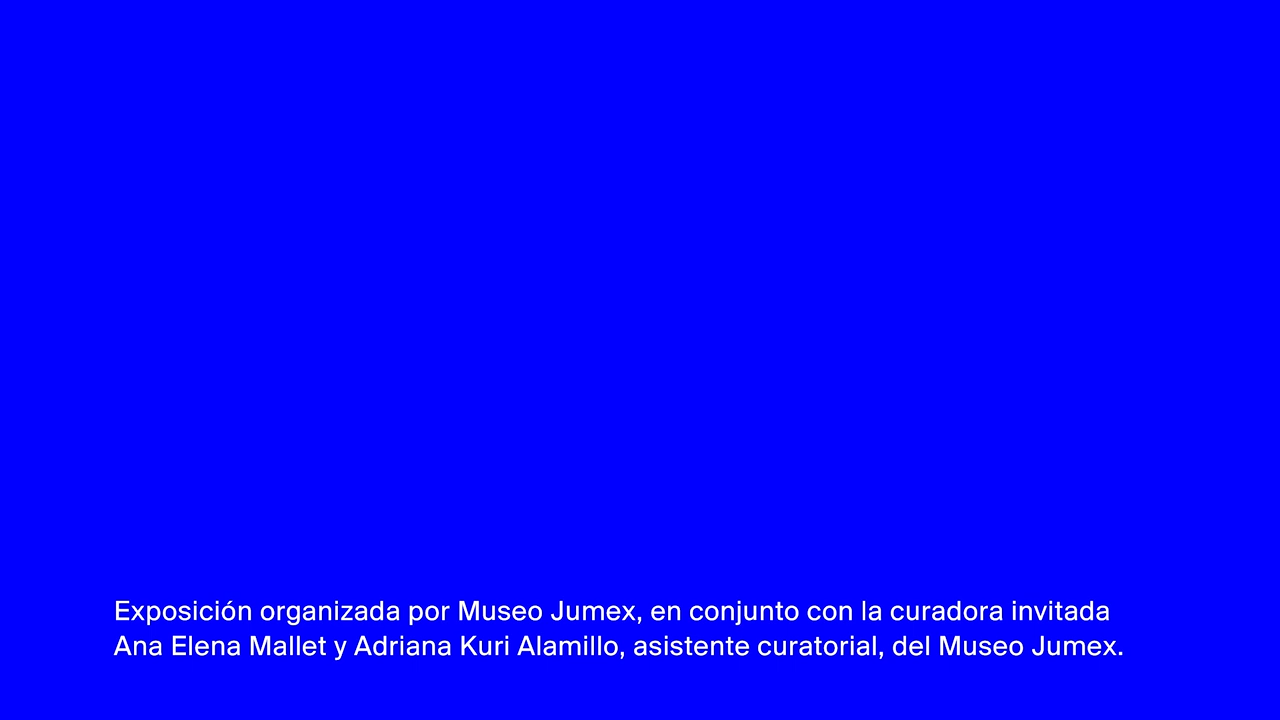 Exposición organizada por Museo Jumex, en conjunto con la curadora invitada
Ana Elena Mallet y Adriana Kuri Alamillo, asistente curatorial, del Museo Jumex.